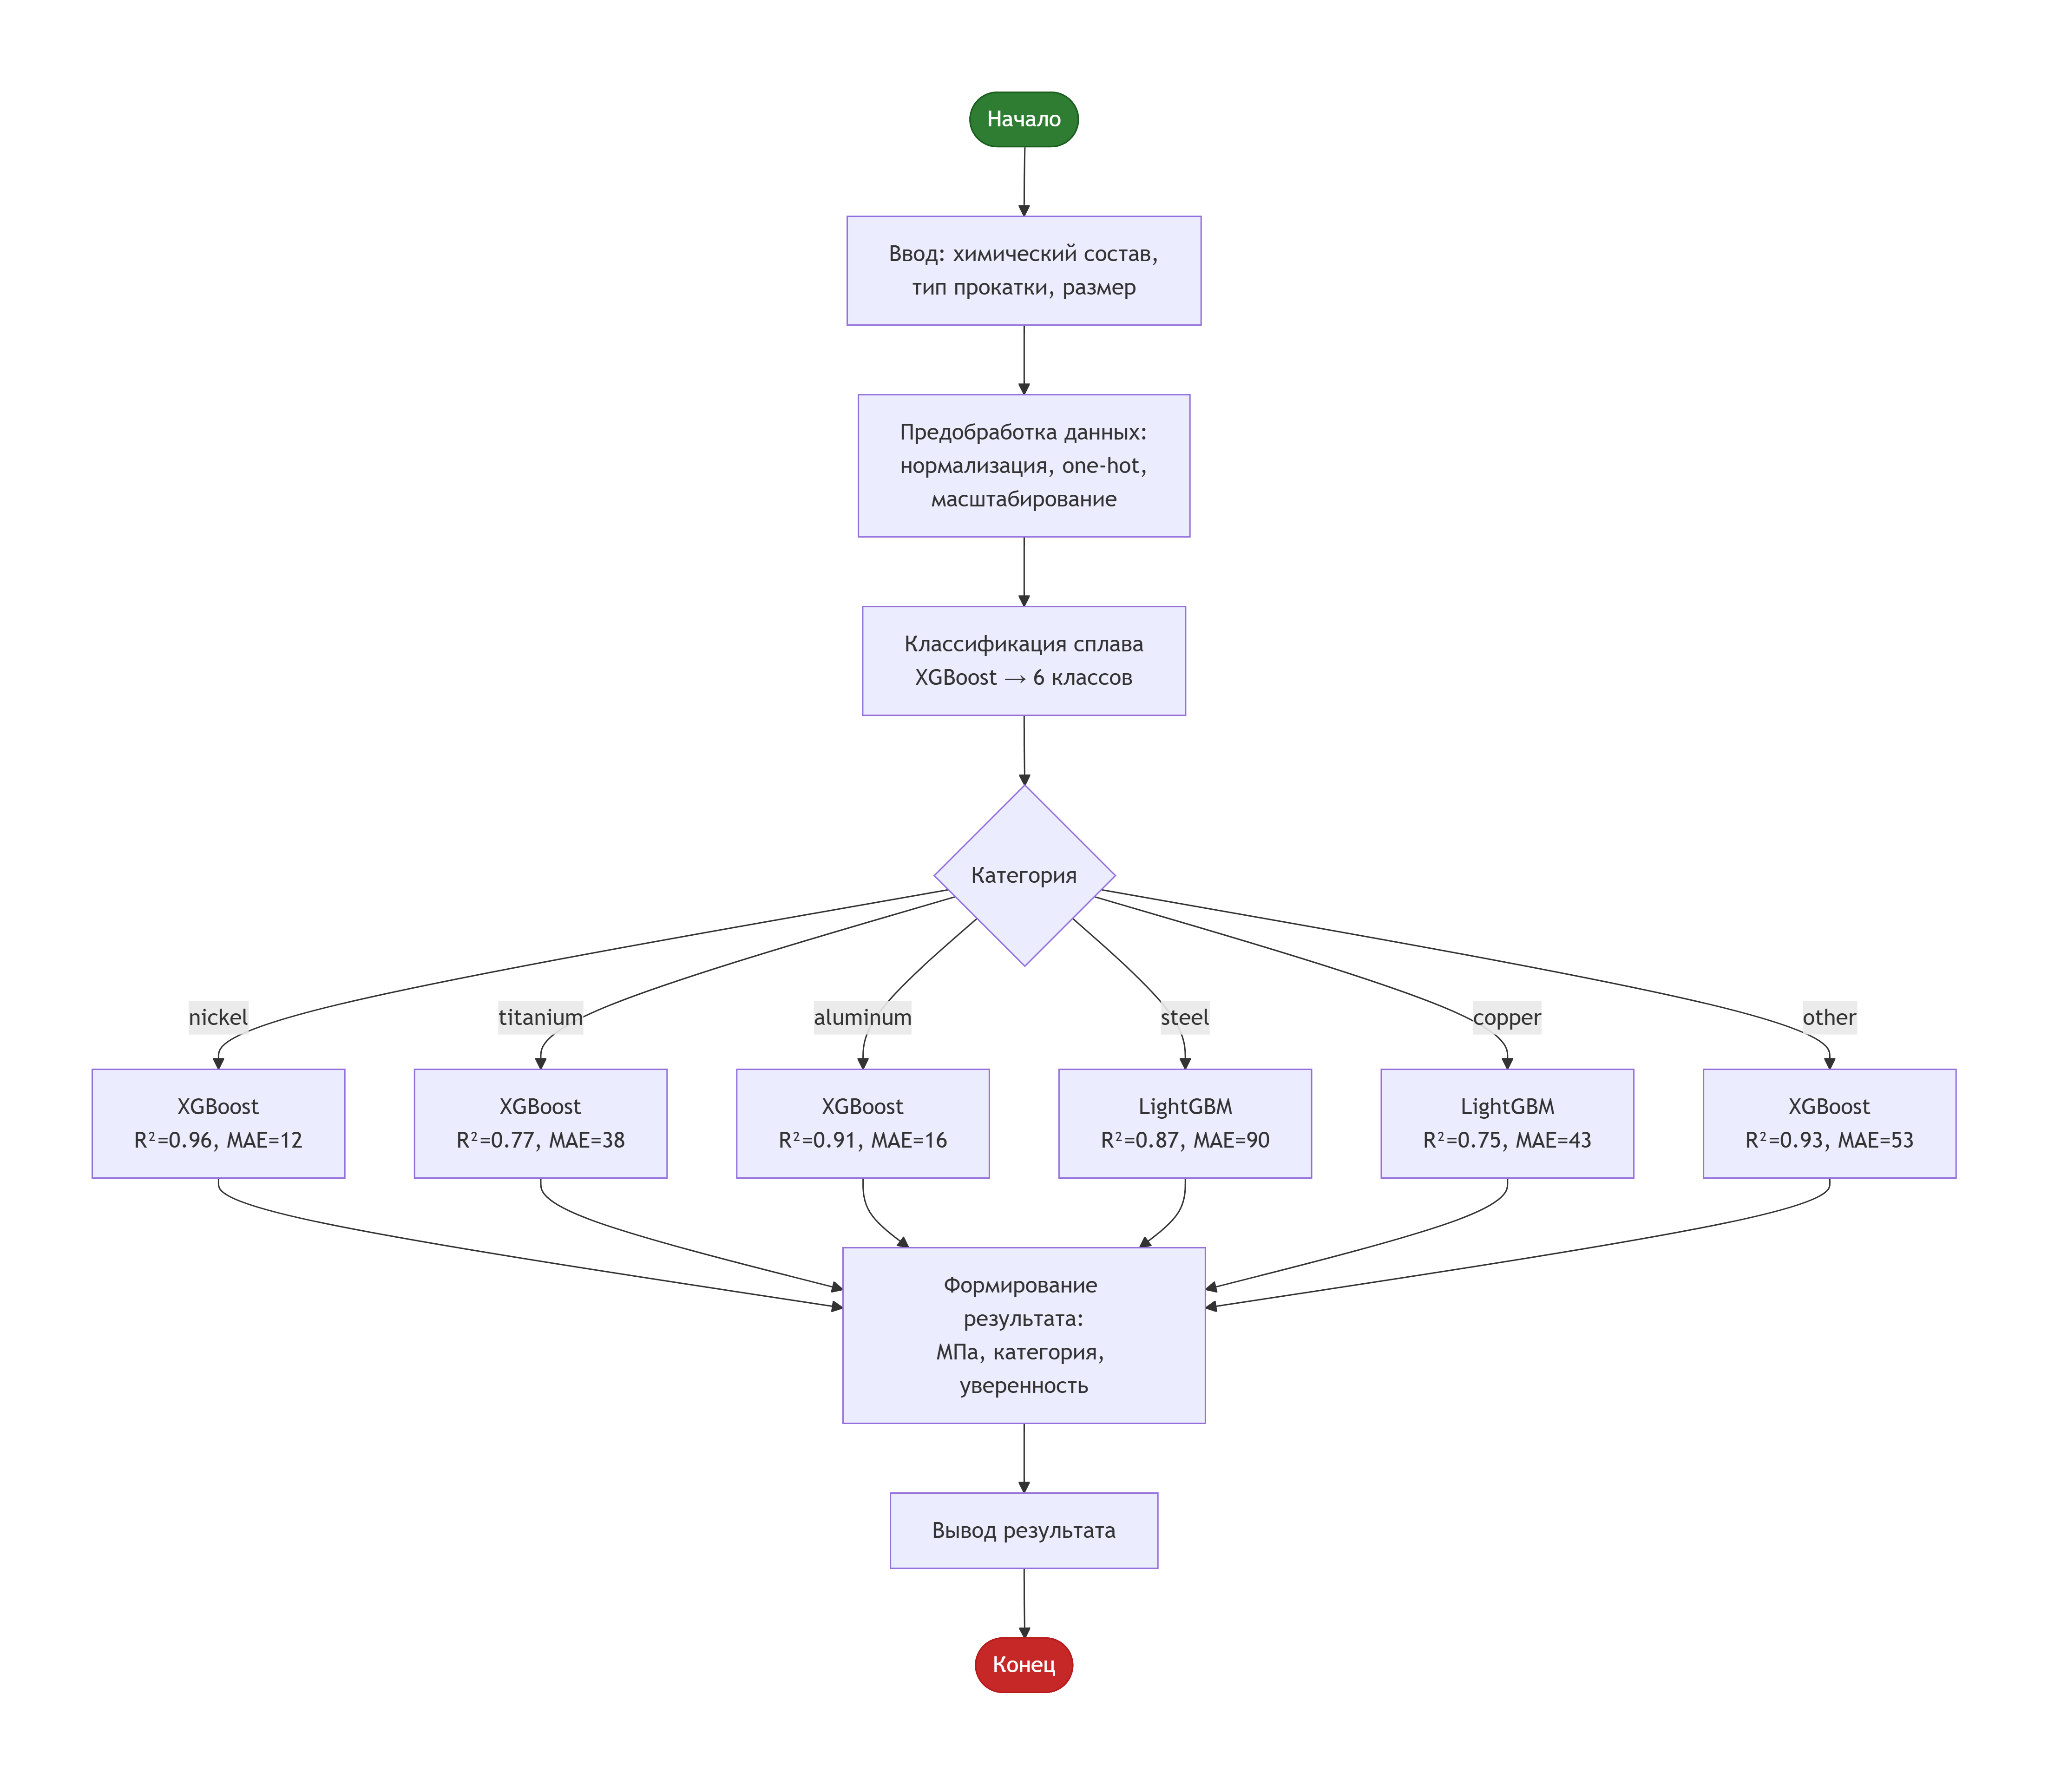 Начало
Ввод: химический состав,
тип прокатки, размер
Предобработка данных:
нормализация, one-hot,
масштабирование
Классификация сплава
XGBoost → 6 классов
Категория
nickel
titanium
aluminum
steel
copper
other
XGBoost
R²=0.96, MAE=12
XGBoost
R²=0.77, MAE=38
XGBoost
R²=0.91, MAE=16
LightGBM
R²=0.87, MAE=90
LightGBM
R²=0.75, MAE=43
XGBoost
R²=0.93, MAE=53
Формирование
результата:
МПа, категория,
уверенность
Вывод результата
Конец